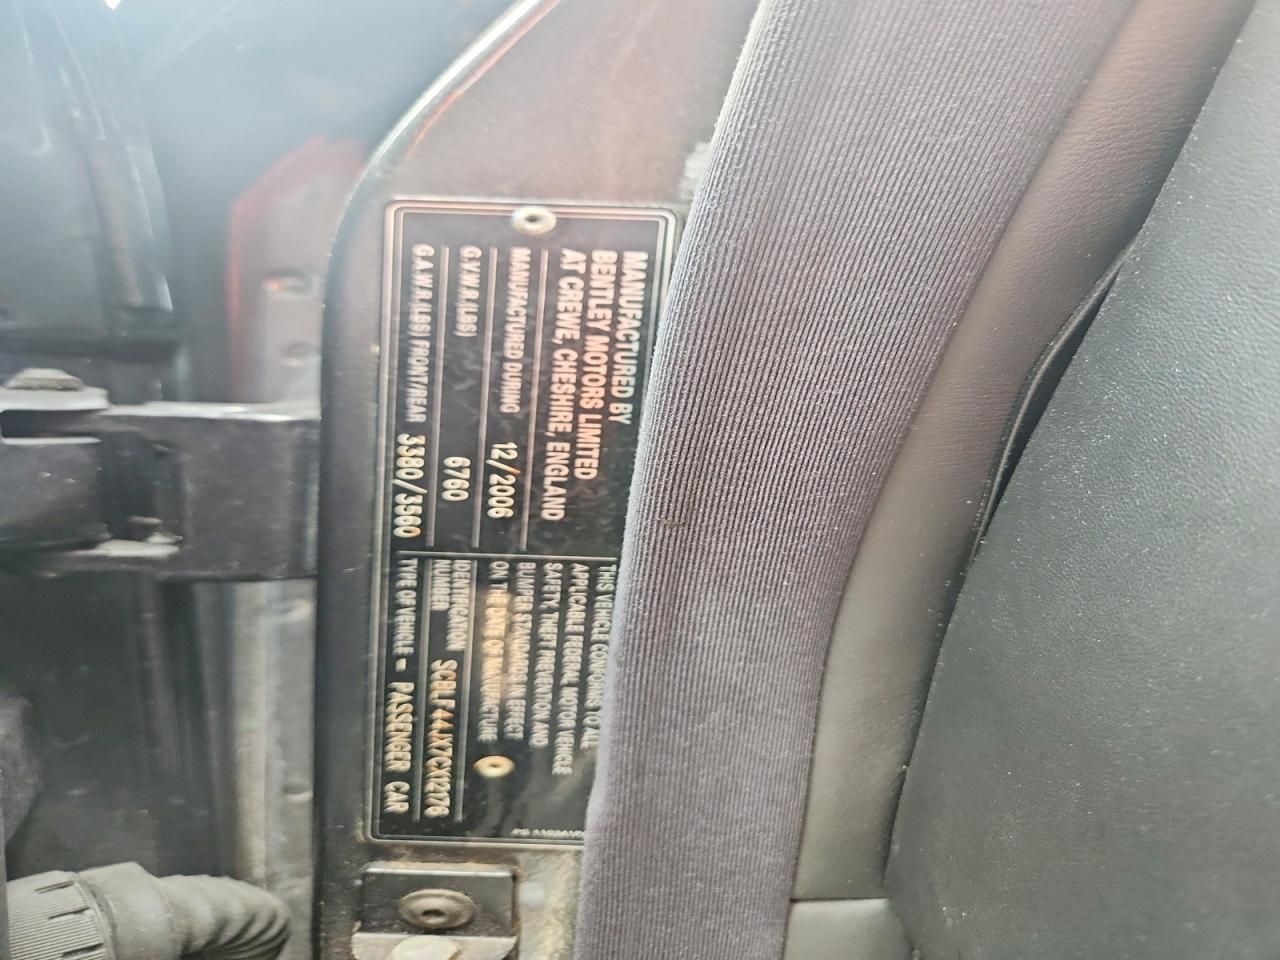 MANUFACTURED BY
BENTLEY MOTORS LIMITED
AT CREWE, CHESHIRE, ENGLAND
MANUFACTURED DURING 12/2006
G.V.W.R.(LBS) 6760
G.A.W.R.(LBS) FRONT/REAR 3380/3560
THIS VEHICLE CONFORMS TO ALL
APPLICABLE FEDERAL MOTOR VEHICLE
SAFETY, THEFT PREVENTION AND
BUMPER STANDARDS IN EFFECT
ON THE DATE OF MANUFACTURE
IDENTIFICATION
NUMBER SCBLF44JX7CX12176
TYPE OF VEHICLE - PASSENGER CAR